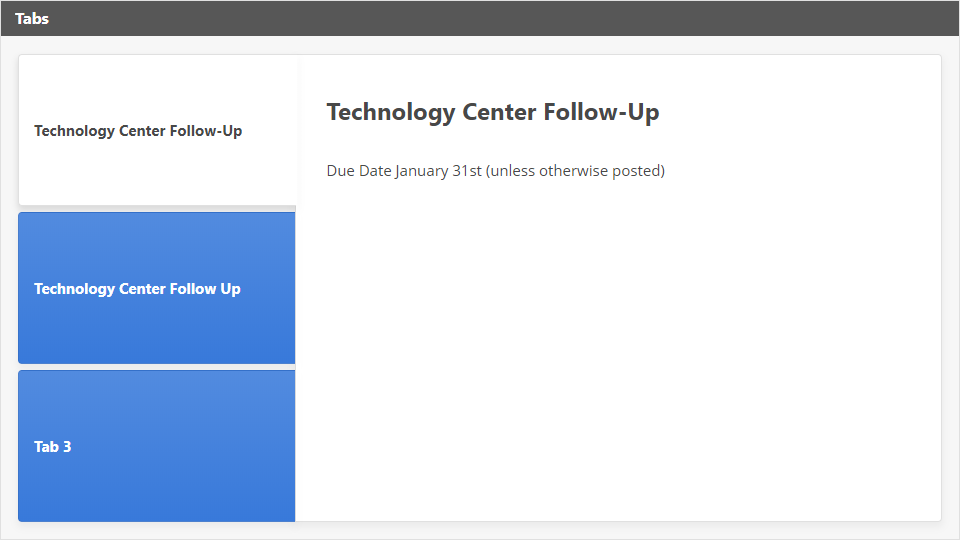 Tabs
Technology Center Follow-Up
Technology Center Follow Up
Tab 3
Technology Center Follow-Up
Due Date January 31st (unless otherwise posted)